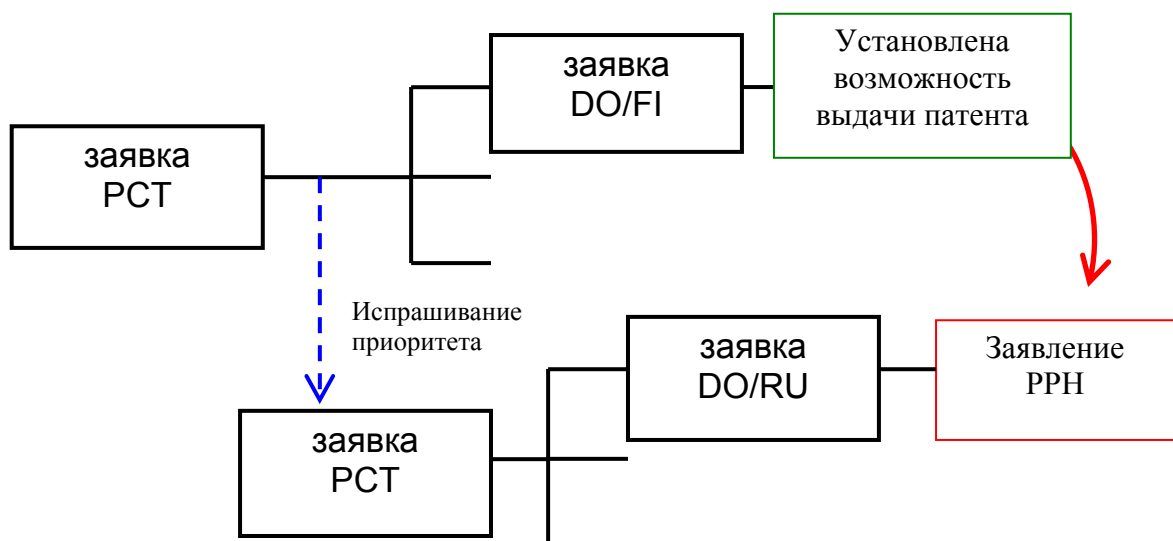 заявка
DO/FI
Установлена
возможность
выдачи патента
заявка
PCT
Испрашивание
приоритета
заявка
DO/RU
Заявление
PPH
заявка
PCT